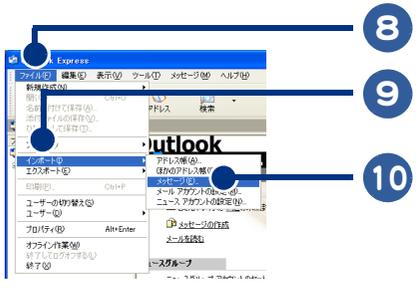 8
Express
ファイル(F) 編集(E) 表示(V) ツール(T) メッセージ(M) ヘルプ(H)
新規作成(N)
ドレス 検索
9
utlook
インポート(I)
エクスポート(E)
アドレス帳(A)...
ほかのアドレス帳
メッセージ(E)...
メール アカウントの設定
ニュース アカウントの設定(N)...
10
印刷(P)... Ctrl+P
ユーザーの切り替え(S)
ユーザー(U)
プロパティ(R) Alt+Enter
オフライン作業(W)
終了してログオフする(L)
終了(X)
メッセージの作成
メールを読む
ースグループ